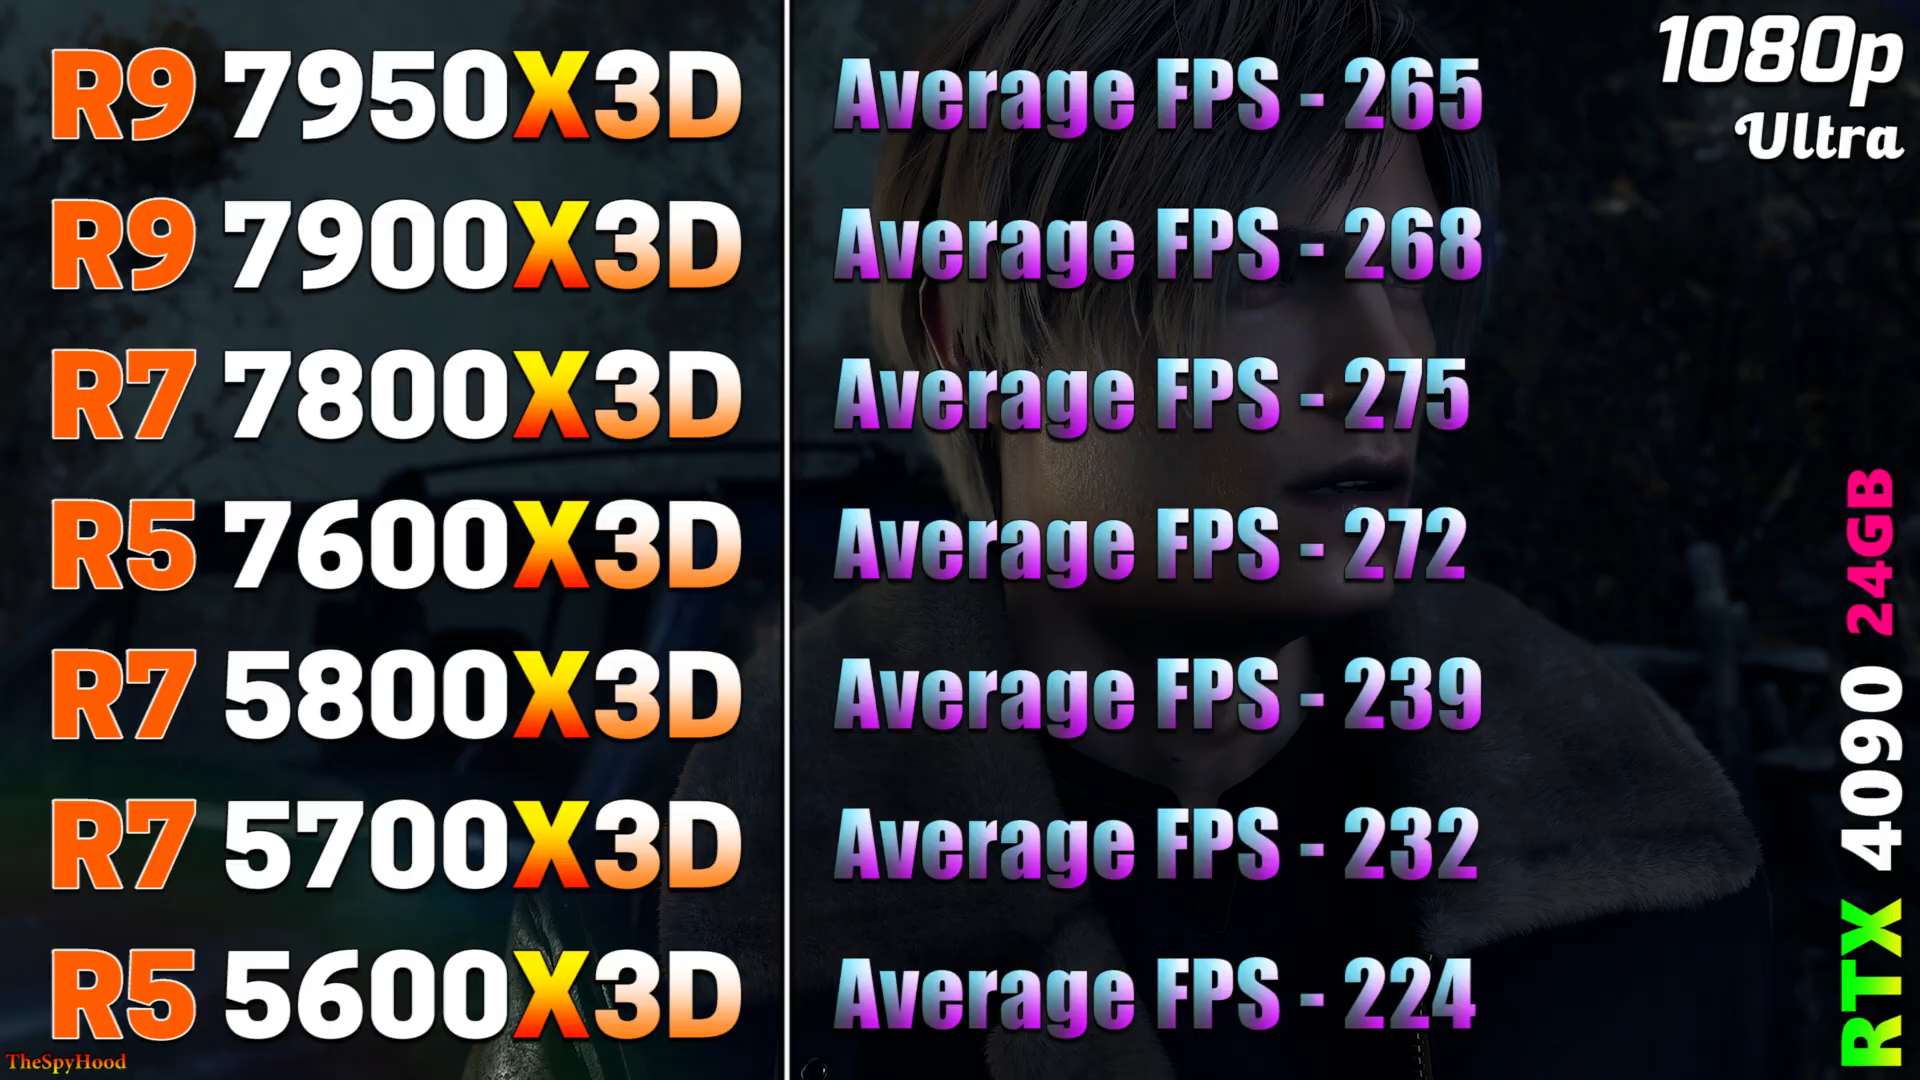 R9 7950X3D Average FPS - 265
R9 7900X3D Average FPS - 268
R7 7800X3D Average FPS - 275
R5 7600X3D Average FPS - 272
R7 5800X3D Average FPS - 239
R7 5700X3D Average FPS - 232
R5 5600X3D Average FPS - 224
1080p
Ultra
RTX 4090 24GB
TheSpyHood